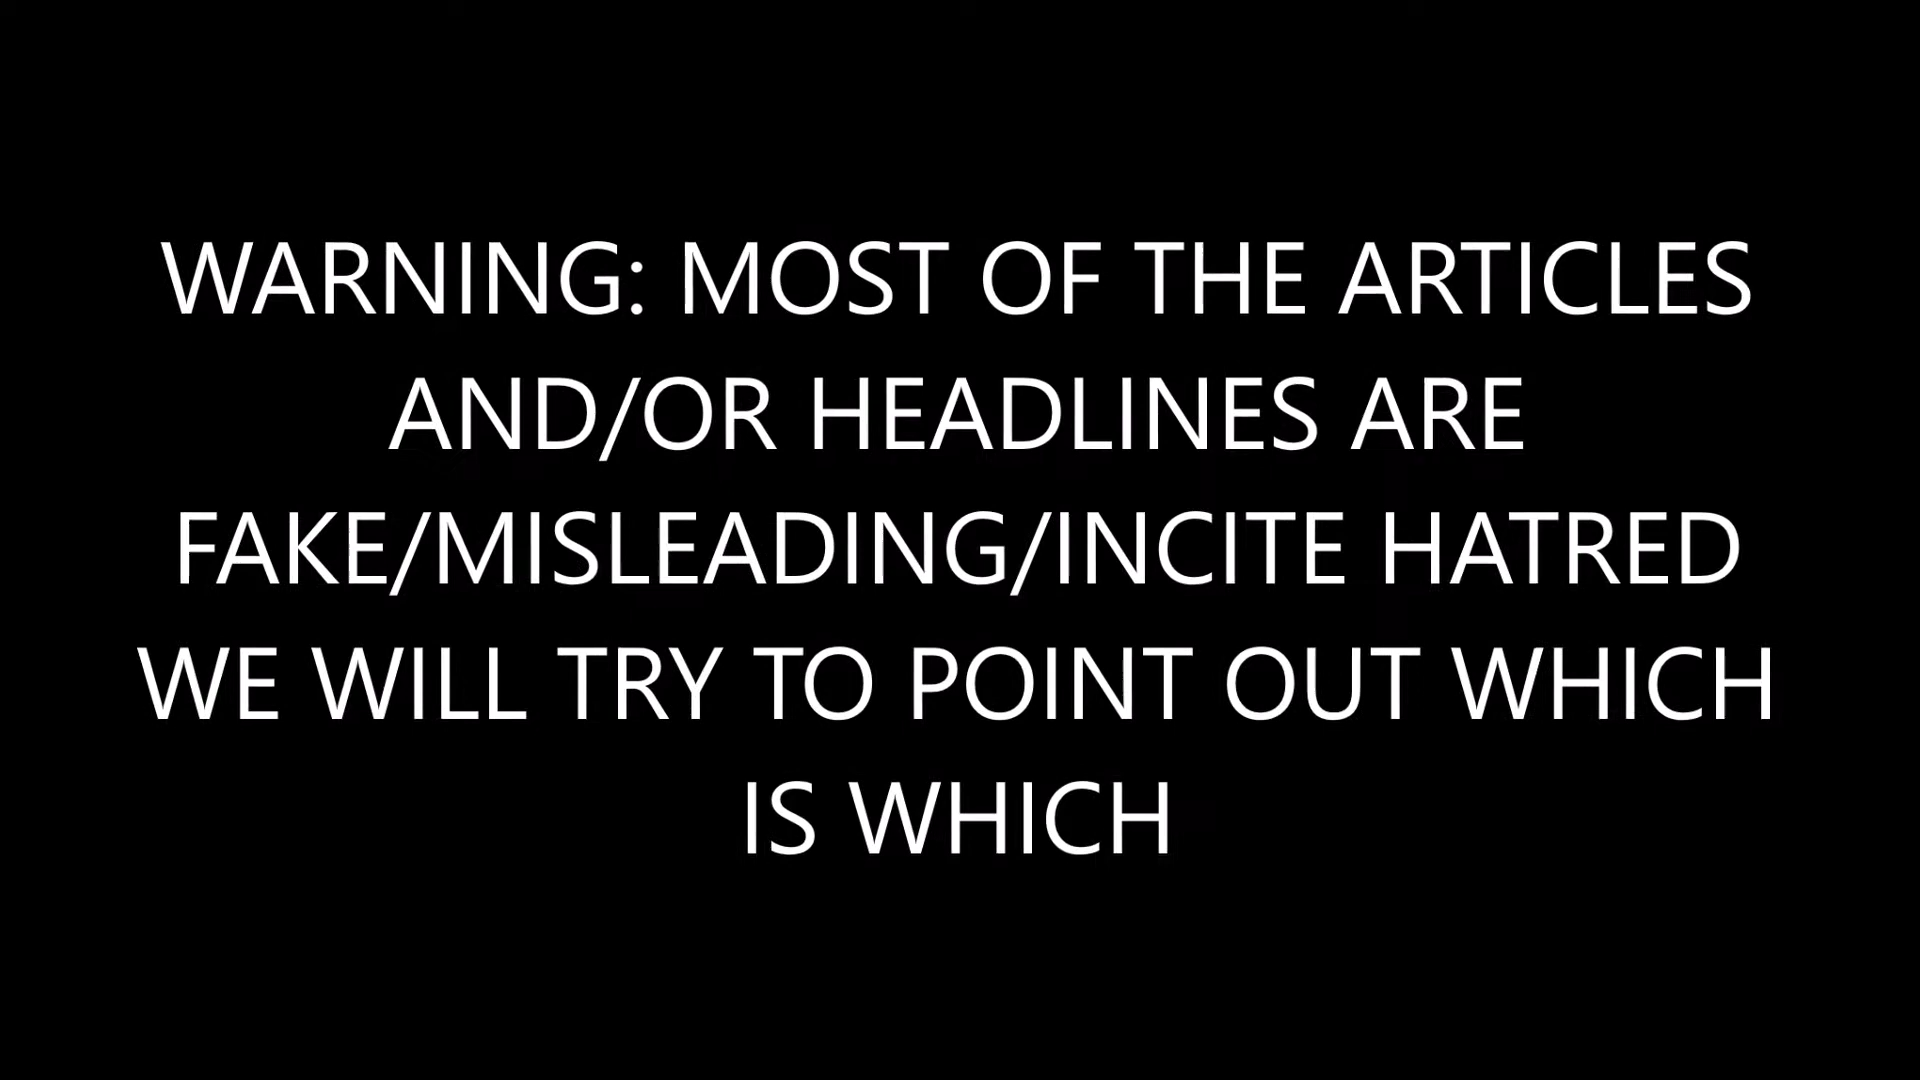 WARNING: MOST OF THE ARTICLES
AND/OR HEADLINES ARE
FAKE/MISLEADING/INCITE HATRED
WE WILL TRY TO POINT OUT WHICH
IS WHICH